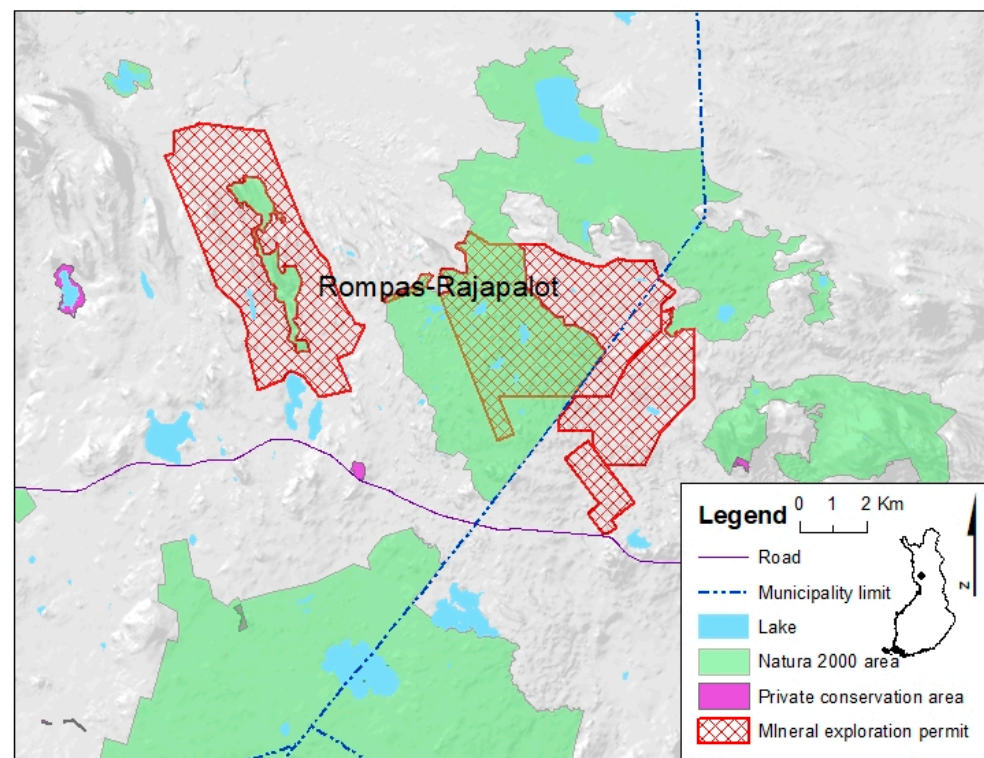 Rompas-Rajapalot
Legend
0 1 2 Km
Road
Municipality limit
Lake
Natura 2000 area
Private conservation area
MIneral exploration permit
N